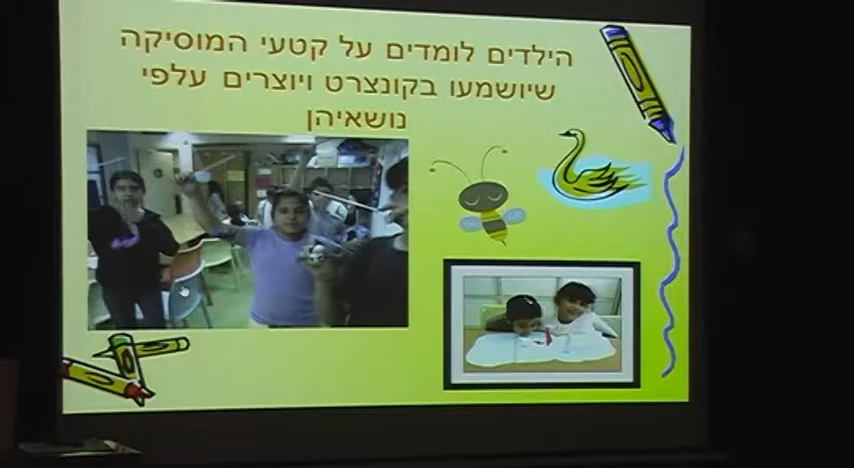 הילדים לומדים על קטעי המוסיקה
שיושמעו בקונצרט ויוצרים עלפי
נושאיהן